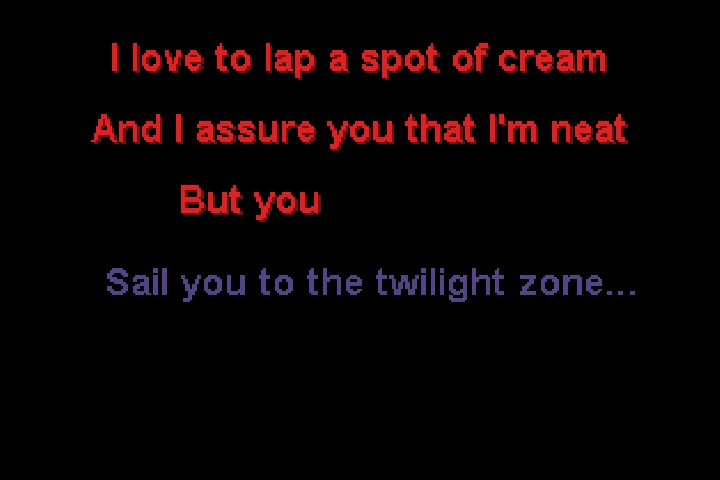 I love to lap a spot of cream
And I assure you that I'm neat
But you
Sail you to the twilight zone...